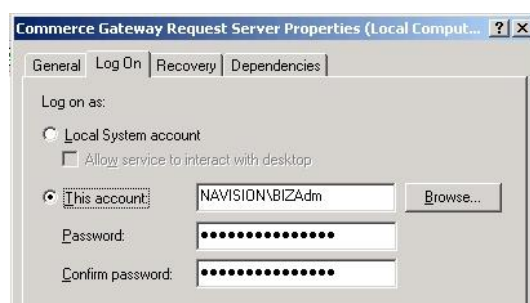 Commerce Gateway Request Server Properties (Local Comput...
General Log On Recovery Dependencies
Log on as:
Local System account
Allow service to interact with desktop
This account: NAVISION\BIZAdm Browse...
Password: ●●●●●●●●●●●●●●●
Confirm password: ●●●●●●●●●●●●●●●